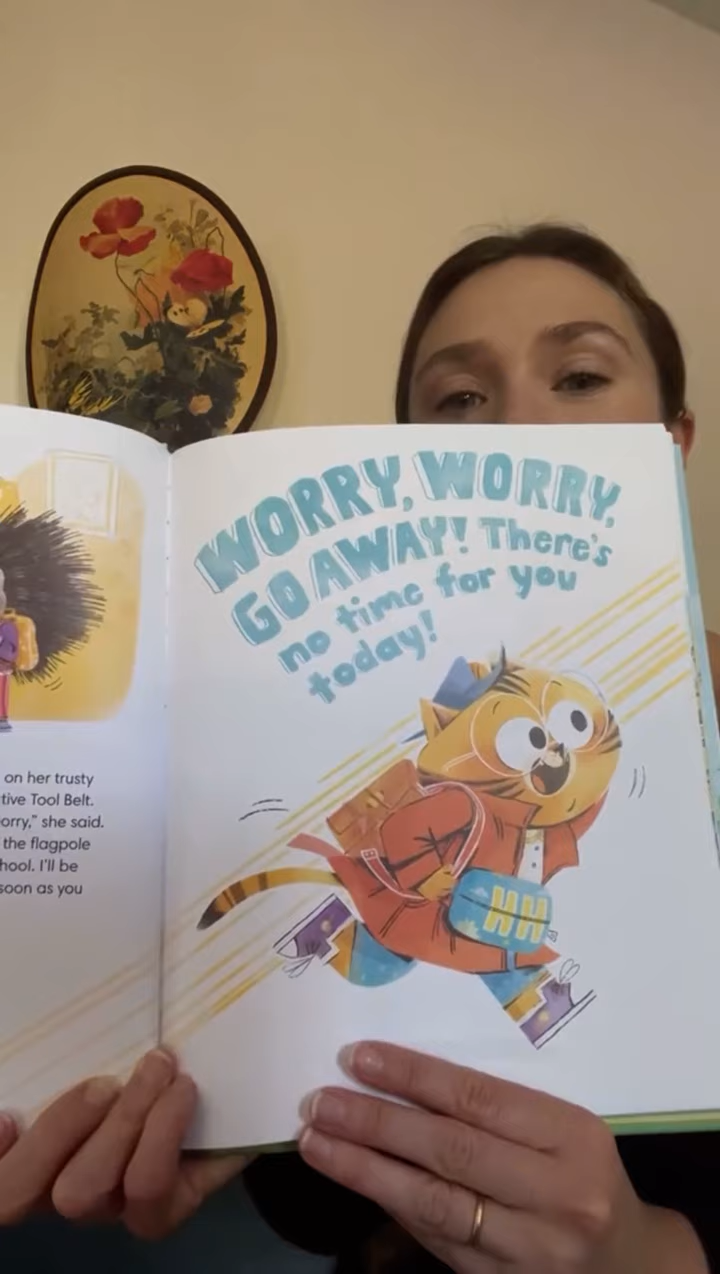 on her trusty
tive Tool Belt.
orry,” she said.
the flagpole
hool. I’ll be
soon as you
WORRY, WORRY,
GO AWAY! There's
no time for you
today!
HH